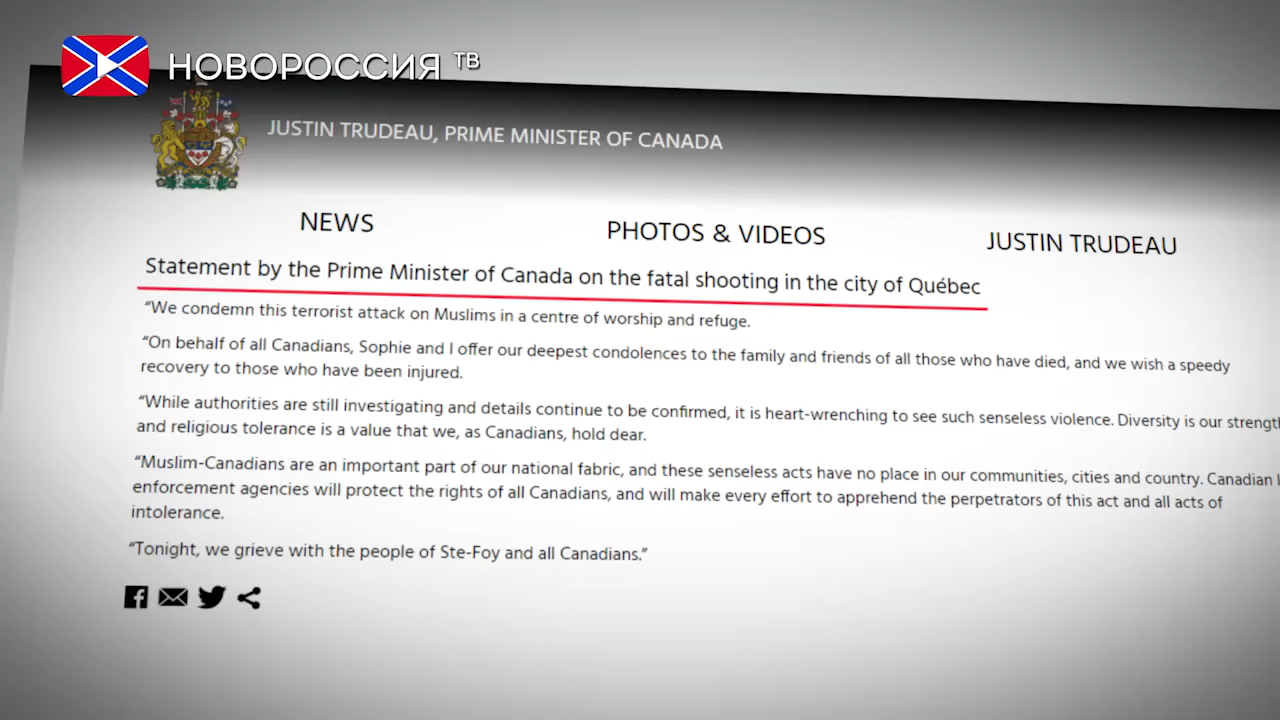 НОВОРОССИЯ ТВ
JUSTIN TRUDEAU, PRIME MINISTER OF CANADA
NEWS
PHOTOS & VIDEOS
JUSTIN TRUDEAU
Statement by the Prime Minister of Canada on the fatal shooting in the city of Québec
“We condemn this terrorist attack on Muslims in a centre of worship and refuge.
“On behalf of all Canadians, Sophie and I offer our deepest condolences to the family and friends of all those who have died, and we wish a speedy
recovery to those who have been injured.
“While authorities are still investigating and details continue to be confirmed, it is heart-wrenching to see such senseless violence. Diversity is our strengt
and religious tolerance is a value that we, as Canadians, hold dear.
“Muslim-Canadians are an important part of our national fabric, and these senseless acts have no place in our communities, cities and country. Canadian
enforcement agencies will protect the rights of all Canadians, and will make every effort to apprehend the perpetrators of this act and all acts of
intolerance.
“Tonight, we grieve with the people of Ste-Foy and all Canadians.”